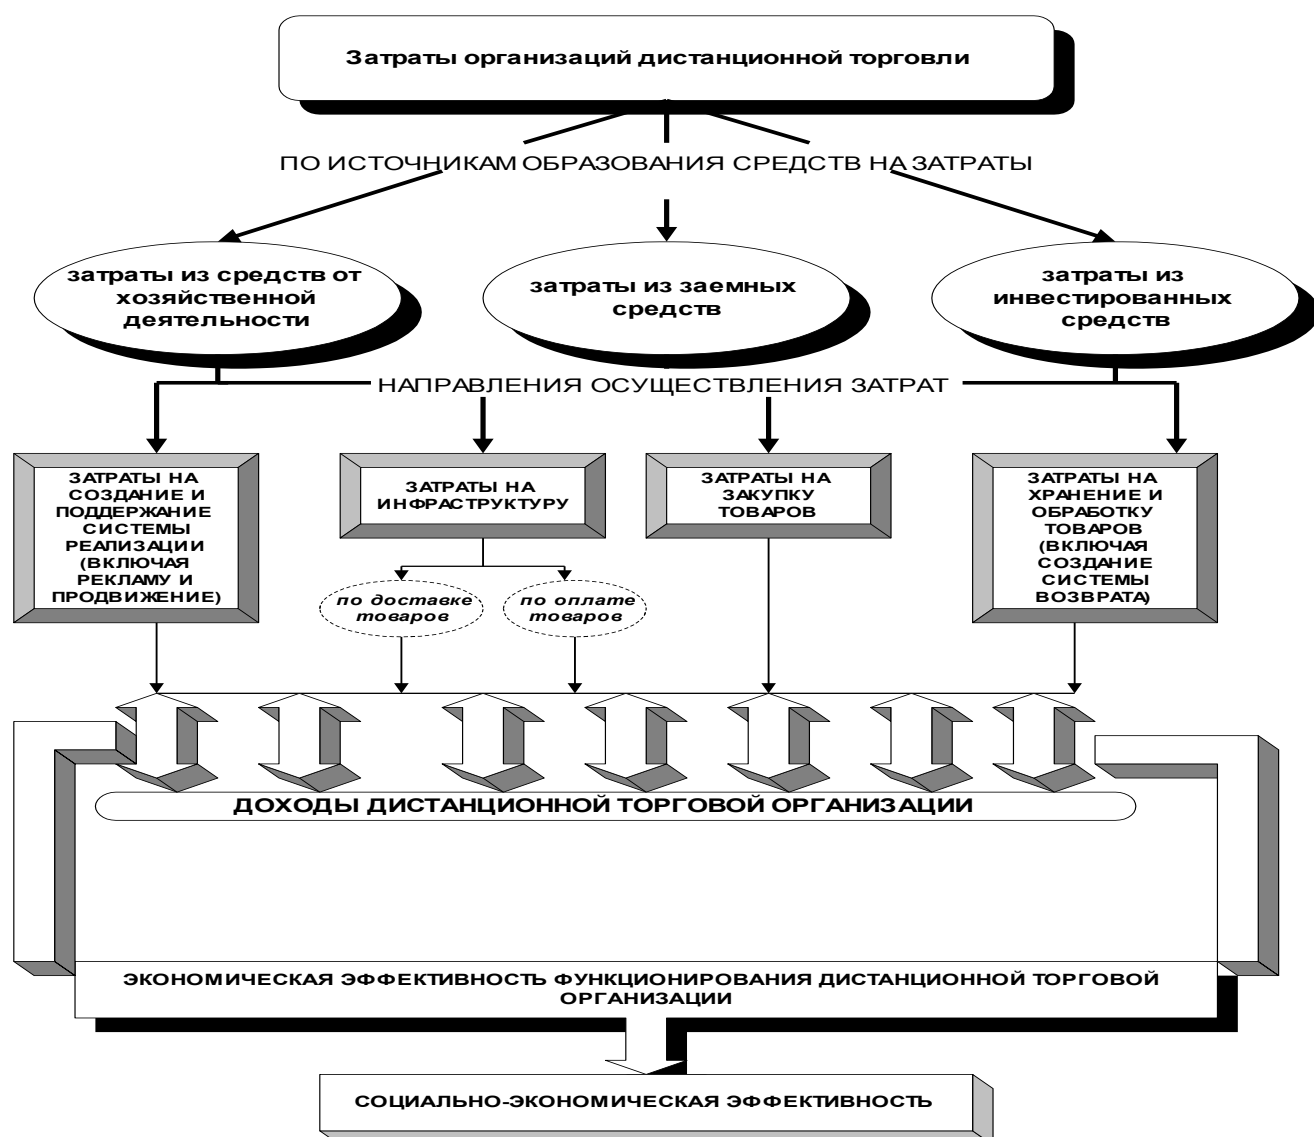 Затраты организаций дистанционной торговли
ПО ИСТОЧНИКАМ ОБРАЗОВАНИЯ СРЕДСТВ НА ЗАТРАТЫ
затраты из средств от
хозяйственной
деятельности
затраты из заемных
средств
затраты из
инвестированных
средств
НАПРАВЛЕНИЯ ОСУЩЕСТВЛЕНИЯ ЗАТРАТ
ЗАТРАТЫ НА
СОЗДАНИЕ И
ПОДДЕРЖАНИЕ
СИСТЕМЫ
РЕАЛИЗАЦИИ
(ВКЛЮЧАЯ
РЕКЛАМУ И
ПРОДВИЖЕНИЕ)
ЗАТРАТЫ НА
ИНФРАСТРУКТУРУ
ЗАТРАТЫ НА
ЗАКУПКУ
ТОВАРОВ
ЗАТРАТЫ НА
ХРАНЕНИЕ И
ОБРАБОТКУ
ТОВАРОВ
(ВКЛЮЧАЯ
СОЗДАНИЕ
СИСТЕМЫ
ВОЗВРАТА)
по доставке
товаров
по оплате
товаров
ДОХОДЫ ДИСТАНЦИОННОЙ ТОРГОВОЙ ОРГАНИЗАЦИИ
ЭКОНОМИЧЕСКАЯ ЭФФЕКТИВНОСТЬ ФУНКЦИОНИРОВАНИЯ ДИСТАНЦИОННОЙ ТОРГОВОЙ
ОРГАНИЗАЦИИ
СОЦИАЛЬНО-ЭКОНОМИЧЕСКАЯ ЭФФЕКТИВНОСТЬ